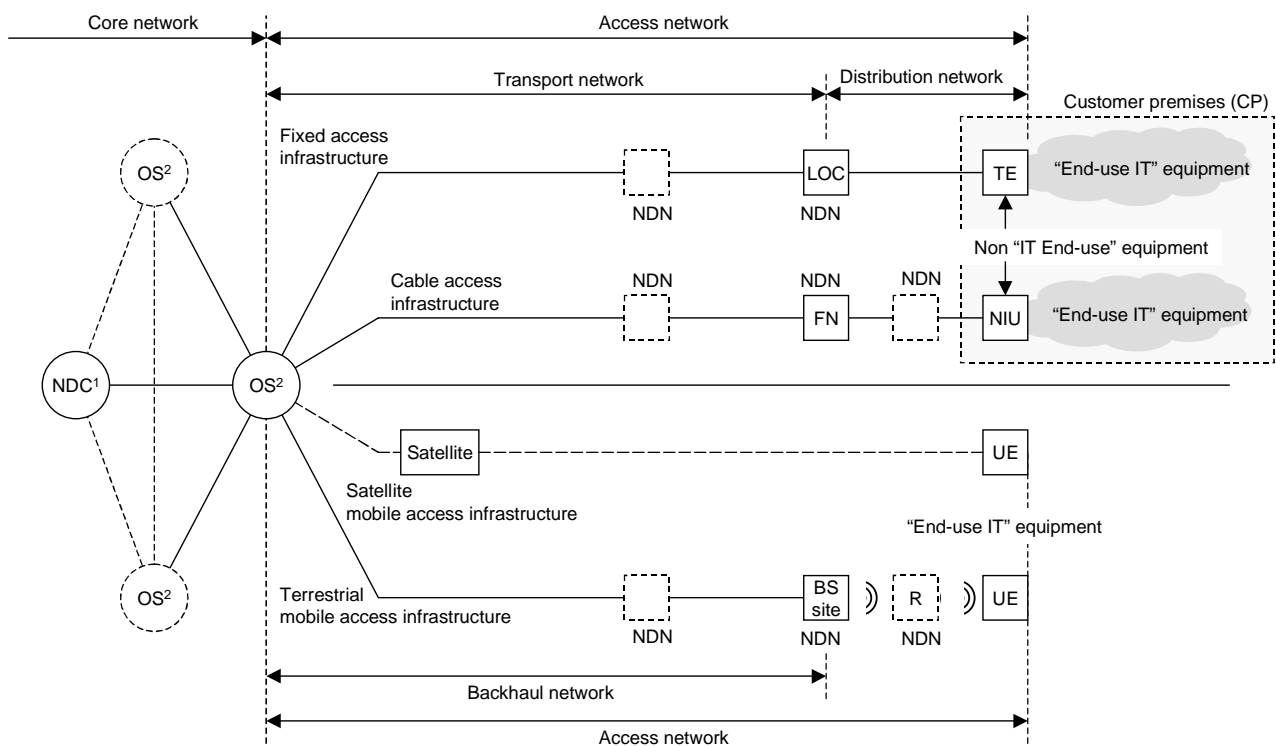 Core network
Access network
Transport network
Distribution network
Customer premises (CP)
Fixed access
infrastructure
OS²
LOC
TE
“End-use IT” equipment
NDN
NDN
Non “IT End-use” equipment
Cable access
infrastructure
NDN
NDN
NDN
FN
NIU
“End-use IT” equipment
NDC¹
OS²
Satellite
UE
Satellite
mobile access infrastructure
“End-use IT” equipment
OS²
Terrestrial
mobile access infrastructure
BS
site
R
UE
NDN
NDN
NDN
Backhaul network
Access network